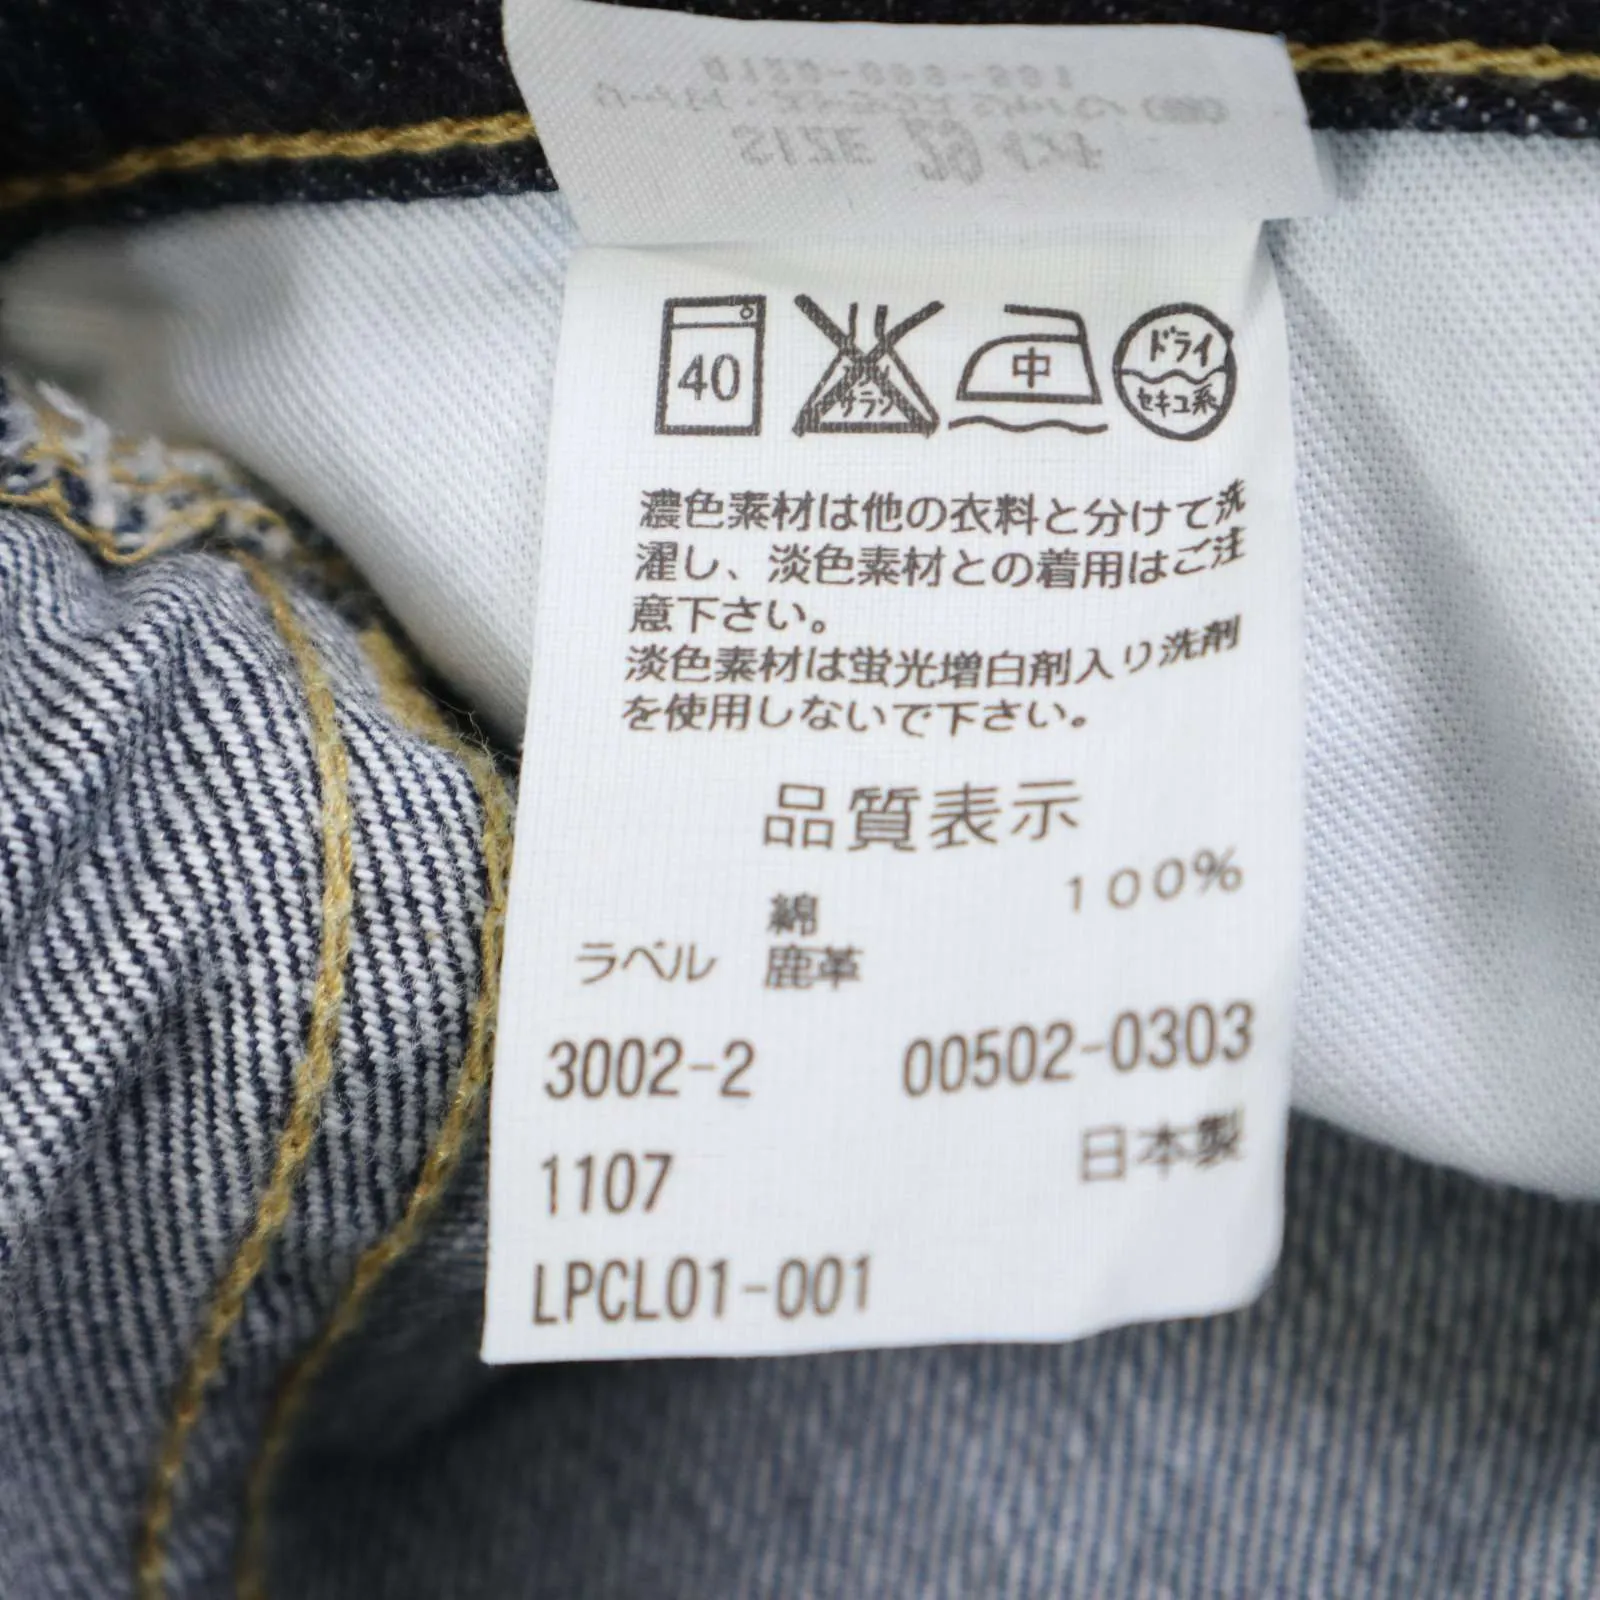 40
中
ドライ
セキユ系
濃色素材は他の衣料と分けて洗
濯し、淡色素材との着用はご注
意下さい。
淡色素材は蛍光増白剤入り洗剤
を使用しないで下さい。
品質表示
綿 100%
ラベル 鹿革
3002-2 00502-0303
1107 日本製
LPCL01-001